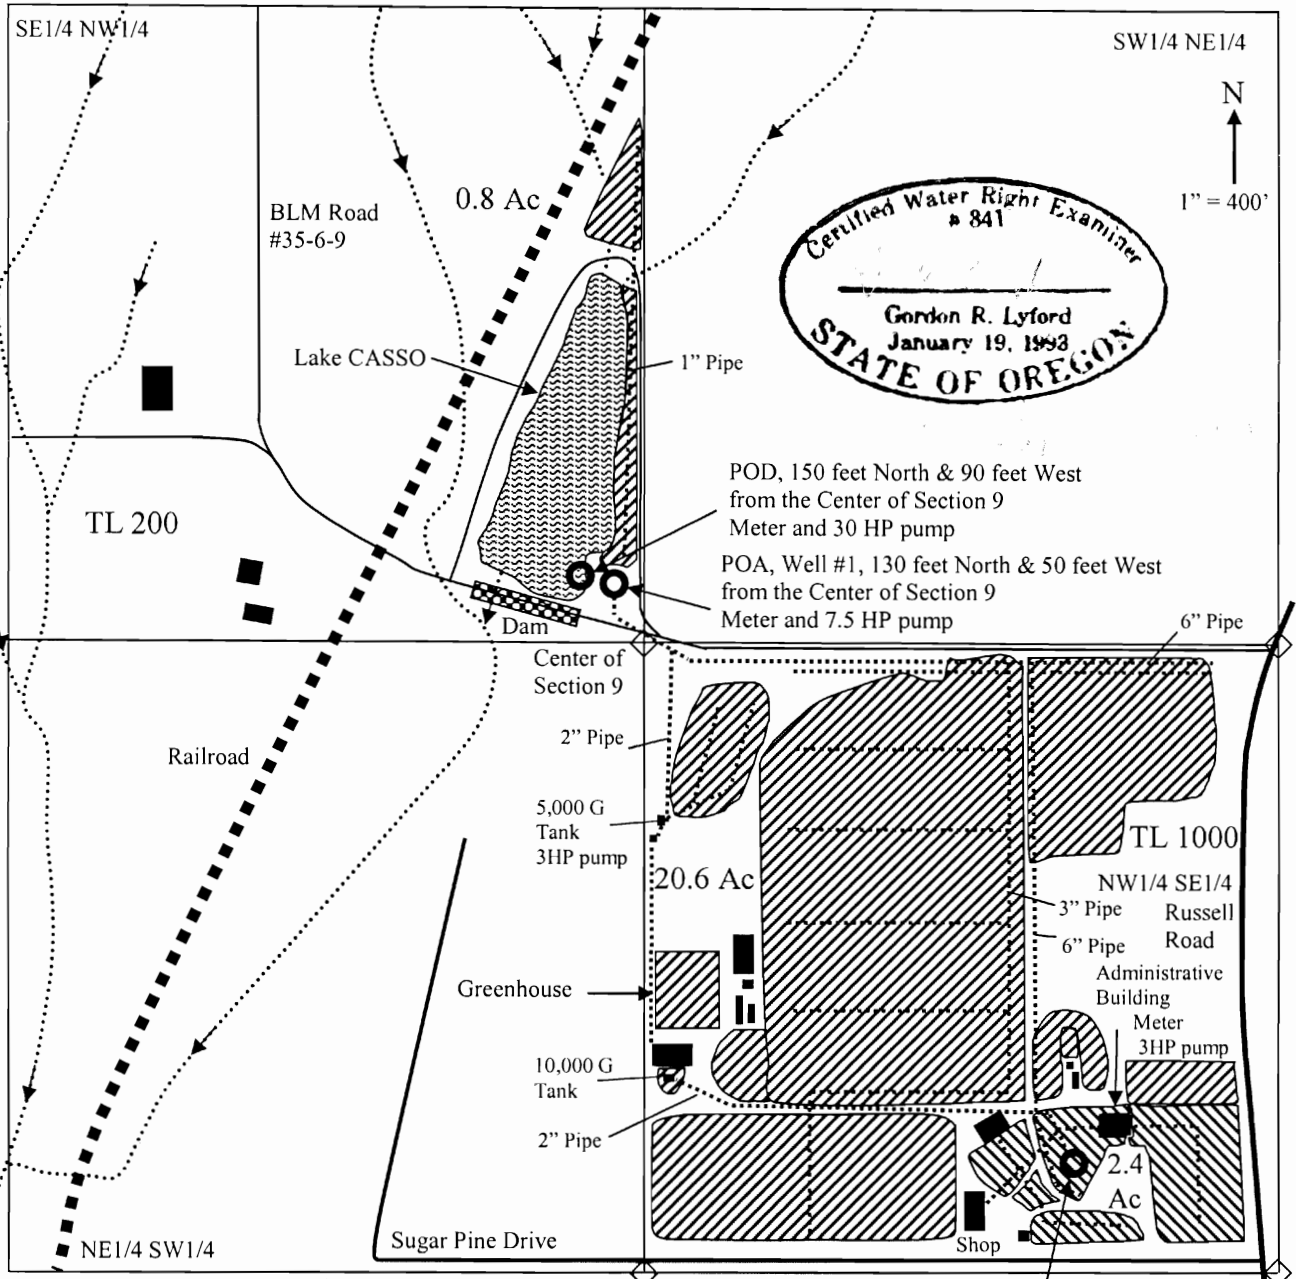 SE1/4 NW1/4
SW1/4 NE1/4
N
1” = 400’
0.8 Ac
BLM Road
#35-6-9
Certified Water Right Examiner
# 841
Gordon R. Lyford
January 19, 1993
STATE OF OREGON
Lake CASSO
1” Pipe
TL 200
POD, 150 feet North & 90 feet West
from the Center of Section 9
Meter and 30 HP pump
POA, Well #1, 130 feet North & 50 feet West
from the Center of Section 9
Meter and 7.5 HP pump
Dam
6” Pipe
Center of
Section 9
2” Pipe
Railroad
5,000 G
Tank
3HP pump
TL 1000
20.6 Ac
NW1/4 SE1/4
3” Pipe
Russell
Road
6” Pipe
Administrative
Building
Meter
3HP pump
Greenhouse
10,000 G
Tank
2” Pipe
2.4
Ac
Shop
Sugar Pine Drive
NE1/4 SW1/4